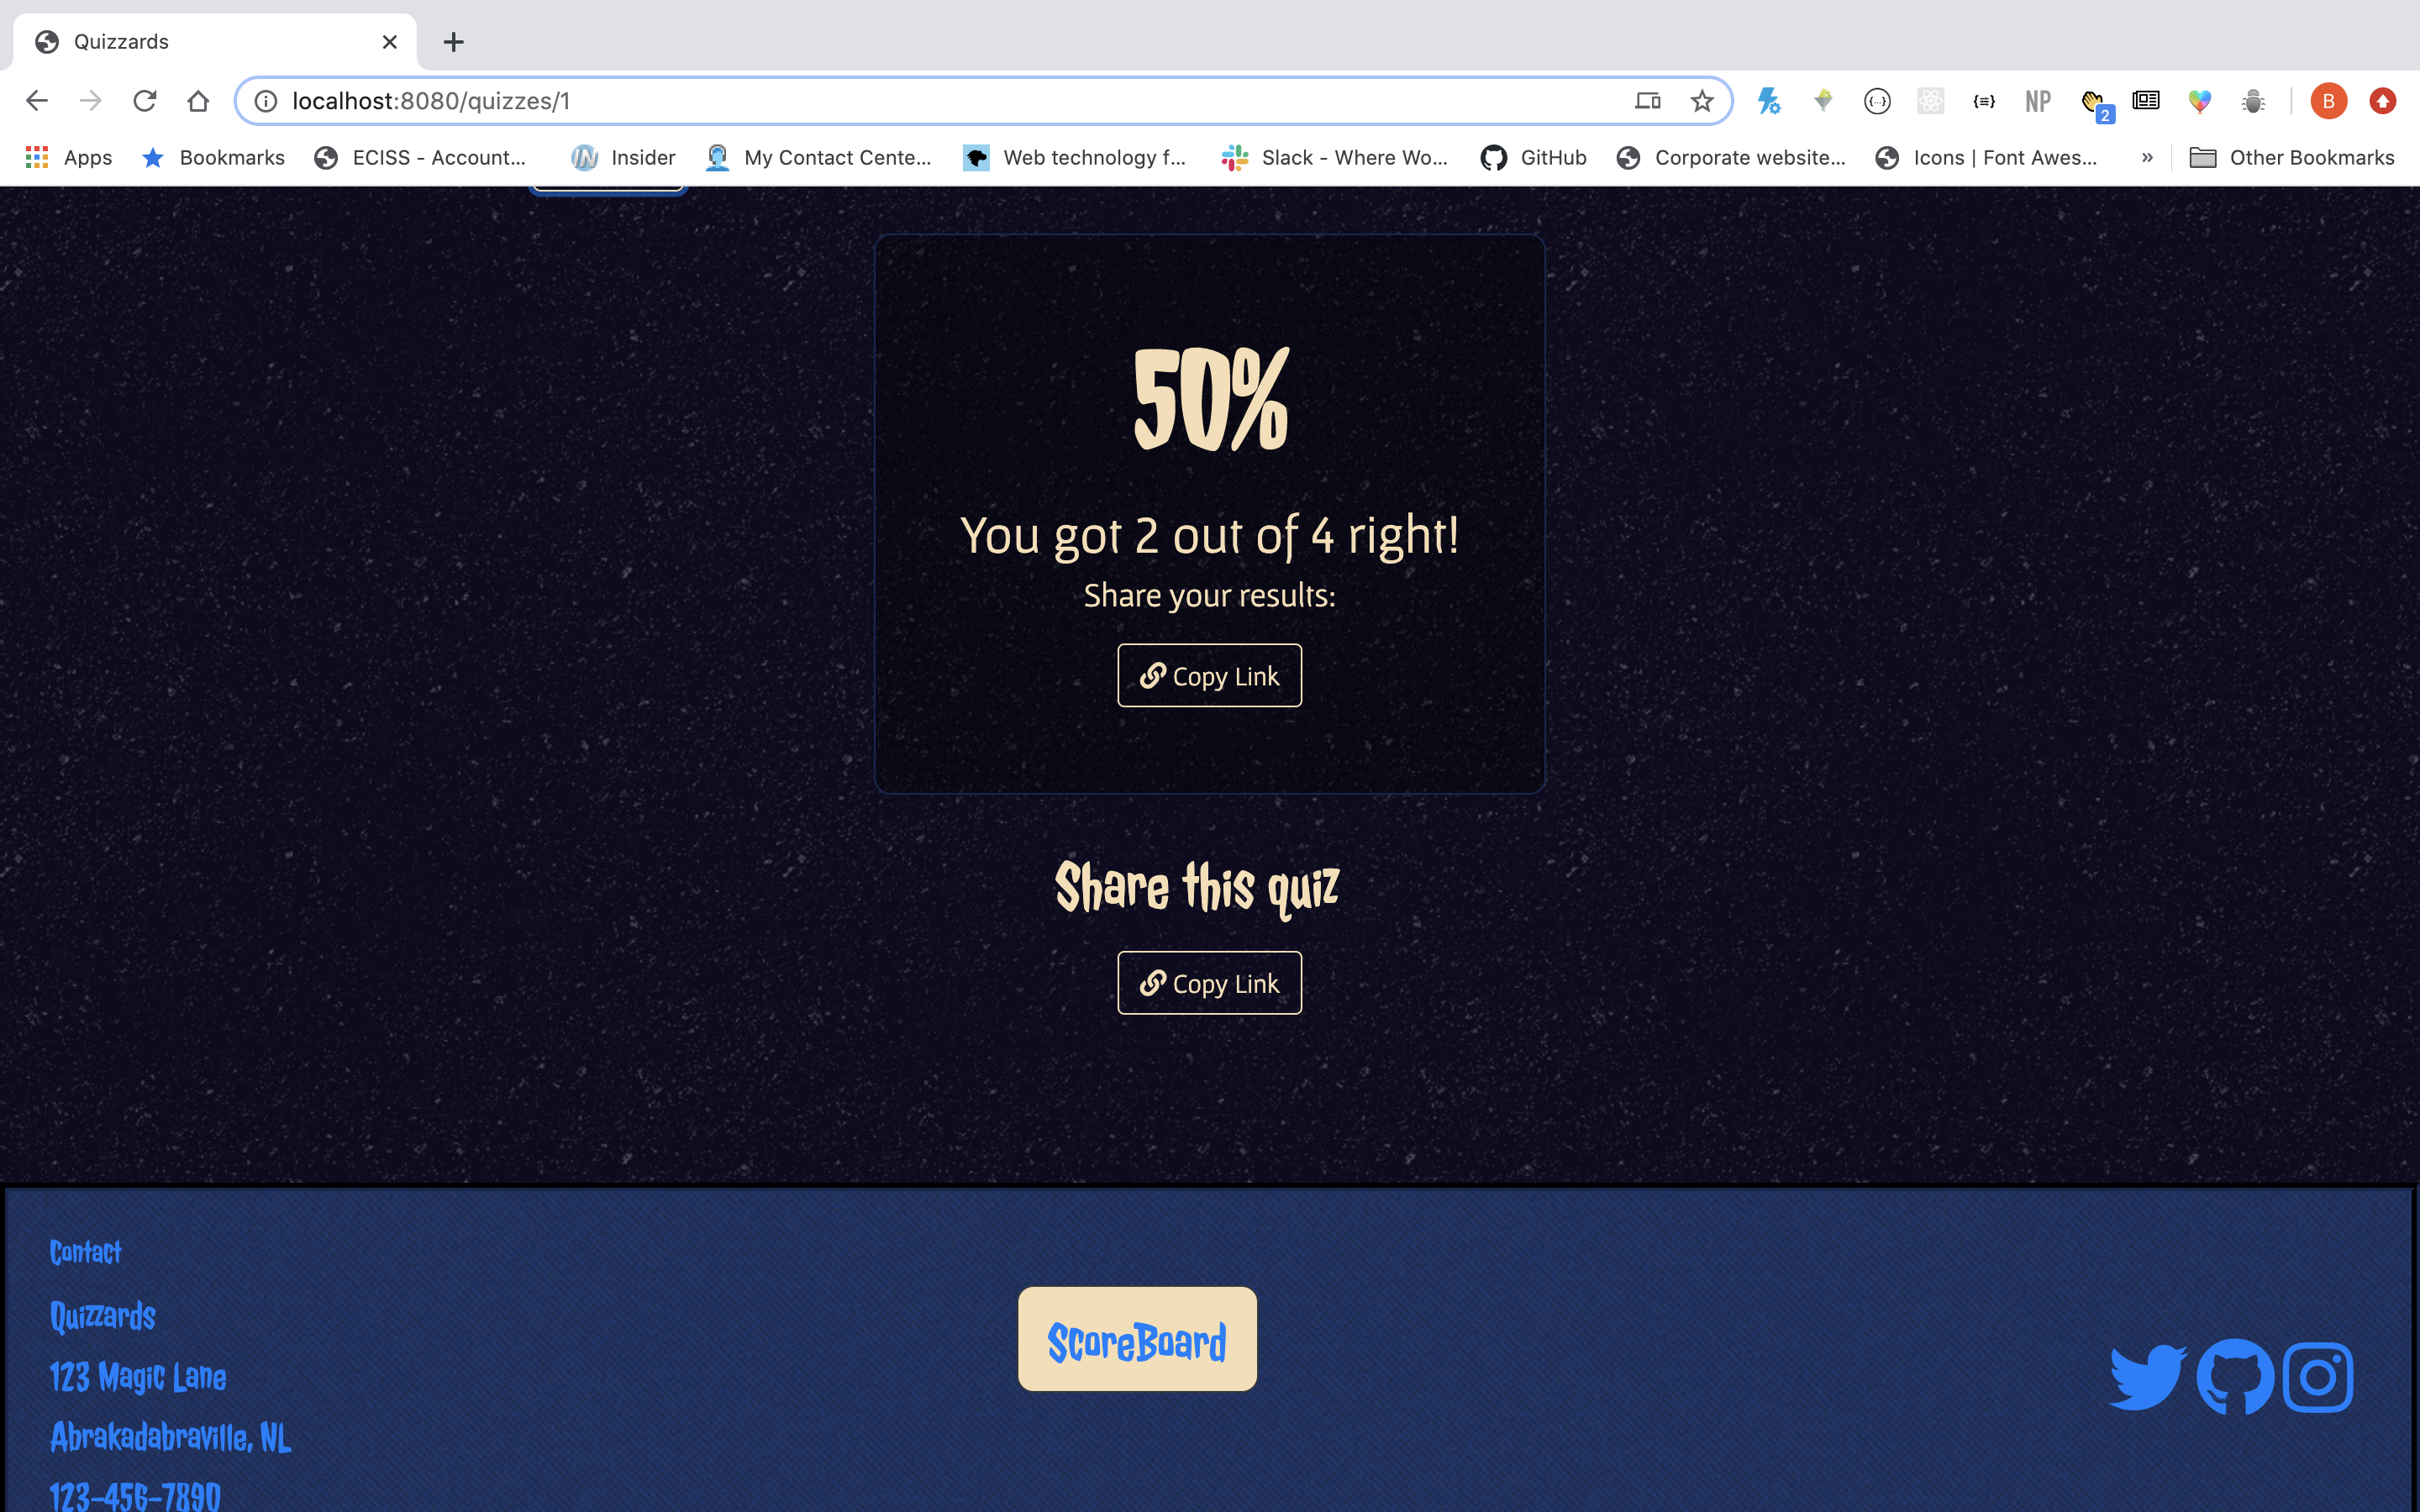 Quizzards
localhost:8080/quizzes/1
NP
2
B
Apps
Bookmarks
ECISS - Account...
Insider
My Contact Cente...
Web technology f...
Slack - Where Wo...
GitHub
Corporate website...
Icons | Font Awes...
»
Other Bookmarks
50%
You got 2 out of 4 right!
Share your results:
Copy Link
Share this quiz
Copy Link
Contact
Quizzards
123 Magic Lane
Abrakadabraville, NL
123-456-7890
ScoreBoard